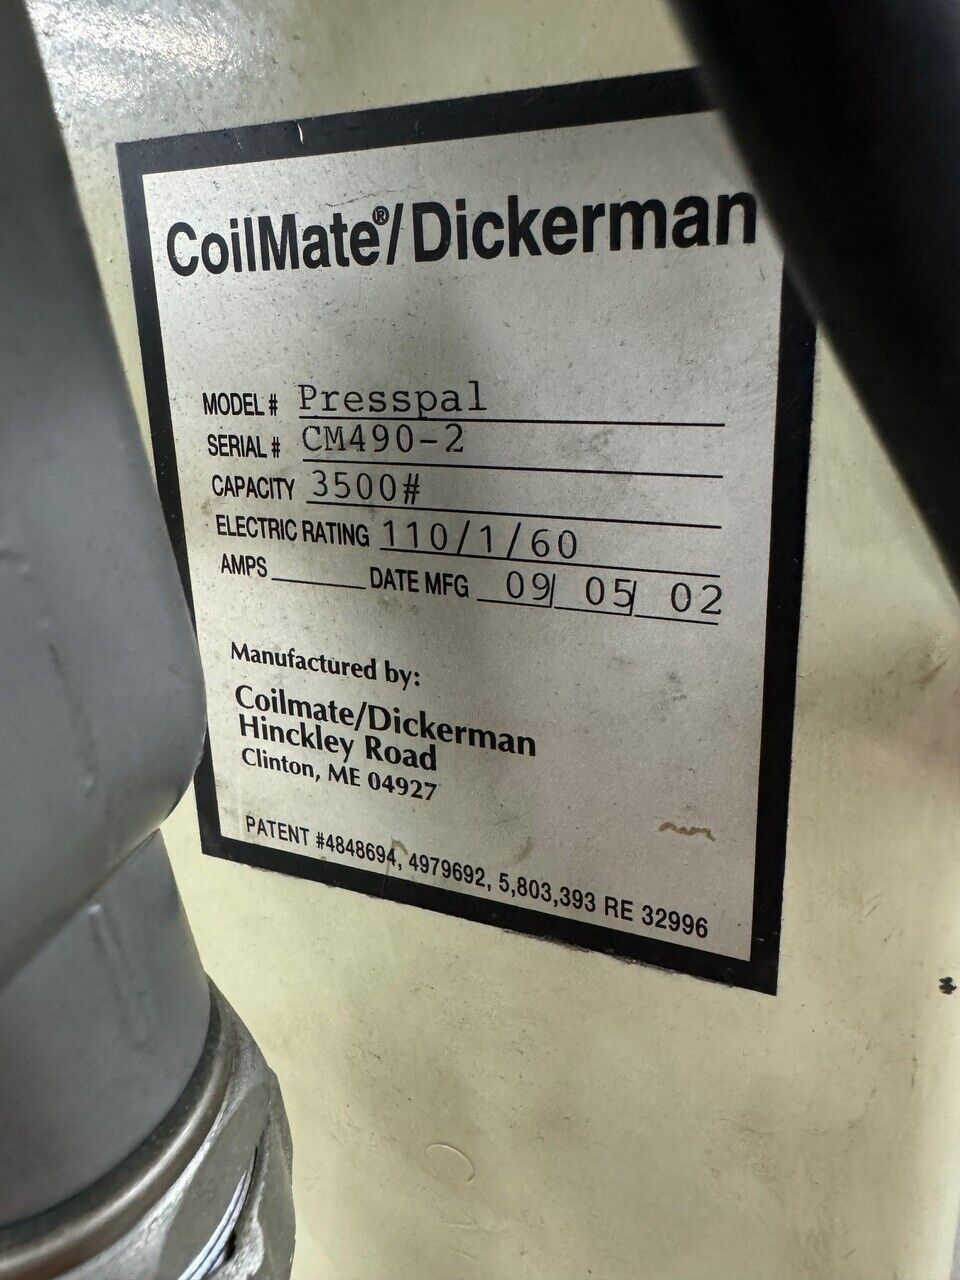 CoilMate®/Dickerman
MODEL # Presspal
SERIAL # CM490-2
CAPACITY 3500#
ELECTRIC RATING 110/1/60
AMPS DATE MFG 09/ 05/ 02
Manufactured by:
Coilmate/Dickerman
Hinckley Road
Clinton, ME 04927
PATENT #4848694, 4979692, 5,803,393 RE 32996